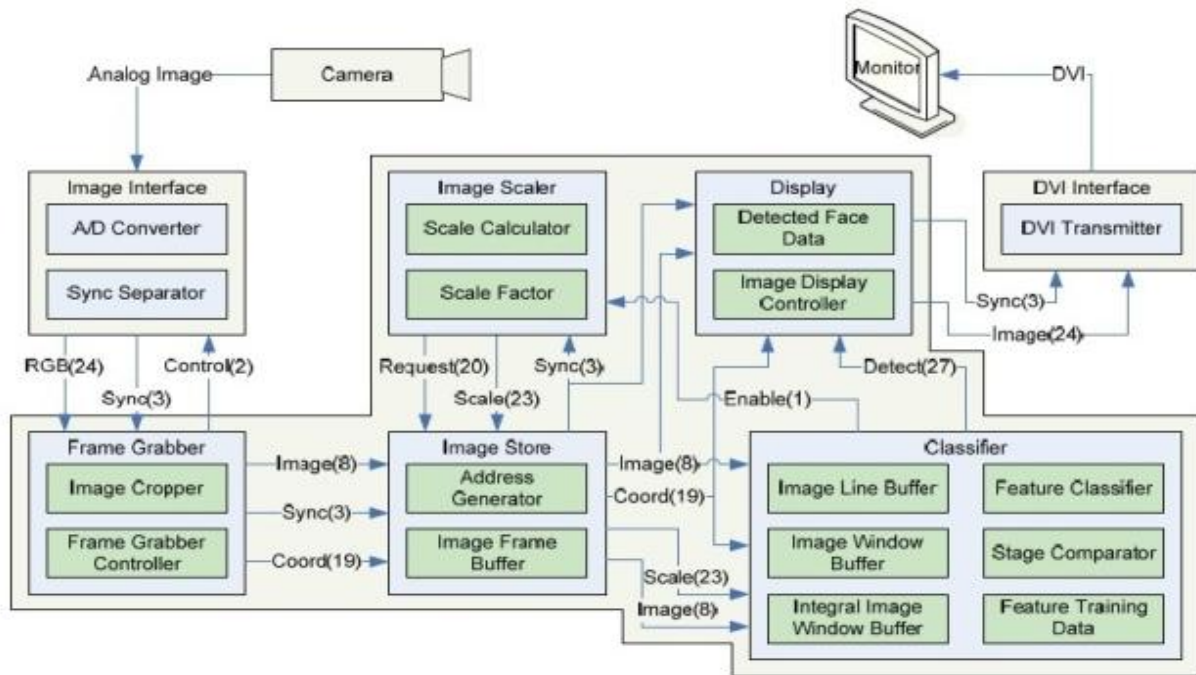 Analog Image
Camera
Monitor
DVI
Image Interface
A/D Converter
Sync Separator
Image Scaler
Scale Calculator
Scale Factor
Display
Detected Face
Data
Image Display
Controller
DVI Interface
DVI Transmitter
Sync(3)
Image(24)
RGB(24)
Control(2)
Sync(3)
Request(20)
Sync(3)
Scale(23)
Detect(27)
Enable(1)
Frame Grabber
Image Cropper
Frame Grabber
Controller
Image(8)
Sync(3)
Coord(19)
Image Store
Address
Generator
Image Frame
Buffer
Image(8)
Coord(19)
Scale(23)
Image(8)
Classifier
Image Line Buffer
Feature Classifier
Image Window
Buffer
Stage Comparator
Integral Image
Window Buffer
Feature Training
Data